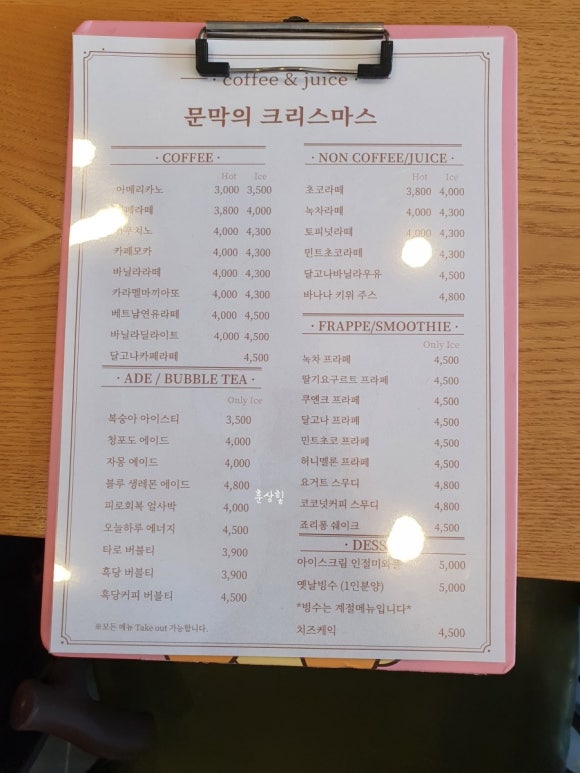 coffee & juice
문막의 크리스마스
COFFEE
Hot Ice
아메리카노 3,000 3,500
3,800 4,000
4,000 4,300
카페모카 4,000 4,300
바닐라라떼 4,000 4,300
카라멜마끼아또 4,000 4,300
베트남연유라떼 4,000 4,500
바닐라딜라이트 4,000 4,500
달고나카페라떼 4,500
ADE / BUBBLE TEA
Only Ice
복숭아 아이스티 3,500
청포도 에이드 4,000
자몽 에이드 4,000
블루 생레몬 에이드 4,800
피로회복 얼사박 4,000
오늘하루 에너지 4,500
타로 버블티 3,900
흑당 버블티 3,900
흑당커피 버블티 4,500
※모든 메뉴 Take out 가능합니다.
NON COFFEE/JUICE
Hot Ice
초코라떼 3,800 4,000
녹차라떼 4,000 4,300
토피넛라떼 4,000 4,300
민트초코라떼 4,300
달고나바닐라우유 4,500
바나나 키위 주스 4,800
FRAPPE/SMOOTHIE
Only Ice
녹차 프라페 4,500
딸기요구르트 프라페 4,500
쿠앤크 프라페 4,500
달고나 프라페 4,500
민트초코 프라페 4,500
허니멜론 프라페 4,500
요거트 스무디 4,800
코코넛커피 스무디 4,800
죠리퐁 쉐이크 4,500
DESS
아이스크림 인절미와플 5,000
옛날빙수 (1인분양) 5,000
*빙수는 계절메뉴입니다*
치즈케익 4,500
훈상힘